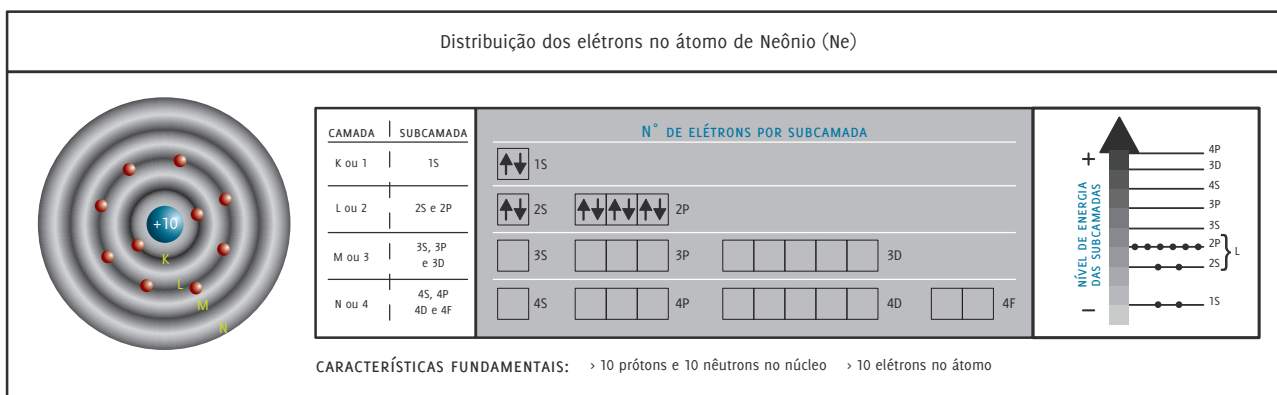 Distribuição dos elétrons no átomo de Neônio (Ne)
+10
K
L
M
N
CAMADA SUBCAMADA N° DE ELÉTRONS POR SUBCAMADA
K ou 1 1S 1S
L ou 2 2S e 2P 2S 2P
M ou 3 3S, 3P
e 3D 3S 3P 3D
N ou 4 4S, 4P
4D e 4F 4S 4P 4D 4F
+
−
NÍVEL DE ENERGIA
DAS SUBCAMADAS
4P
3D
4S
3P
3S
2P
L
2S
1S
CARACTERÍSTICAS FUNDAMENTAIS: › 10 prótons e 10 nêutrons no núcleo › 10 elétrons no átomo